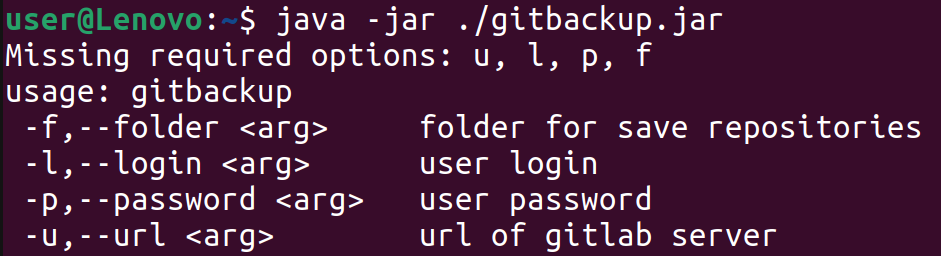 user@Lenovo:~$ java -jar ./gitbackup.jar
Missing required options: u, l, p, f
usage: gitbackup
 -f,--folder <arg>     folder for save repositories
 -l,--login <arg>      user login
 -p,--password <arg>   user password
 -u,--url <arg>        url of gitlab server